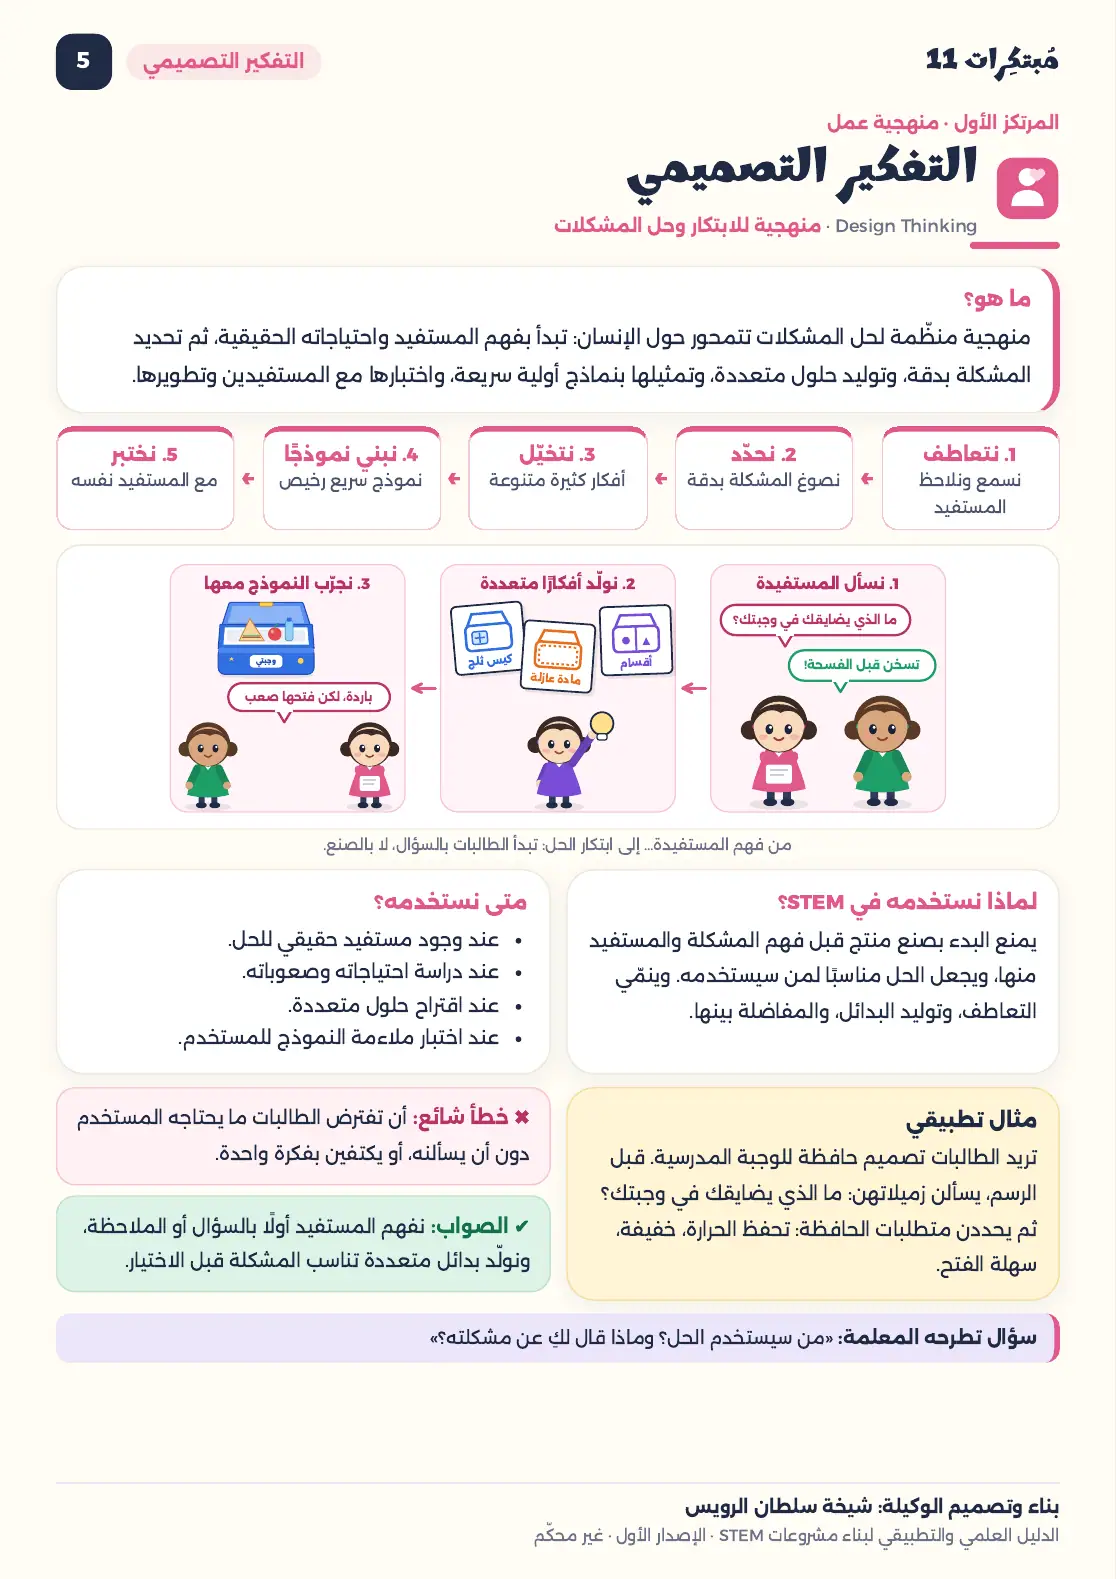 مُبتكِرات 11
التفكير التصميمي
5
المرتكز الأول · منهجية عمل
التفكير التصميمي
Design Thinking · منهجية للابتكار وحل المشكلات
ما هو؟
منهجية منظّمة لحل المشكلات تتمحور حول الإنسان: تبدأ بفهم المستفيد واحتياجاته الحقيقية، ثم تحديد
المشكلة بدقة، وتوليد حلول متعددة، وتمثيلها بنماذج أولية سريعة، واختبارها مع المستفيدين وتطويرها.
1. نتعاطف
نسمع ونلاحظ
المستفيد
2. نحدّد
نصوغ المشكلة بدقة
3. نتخيّل
أفكار كثيرة متنوعة
4. نبني نموذجًا
نموذج سريع رخيص
5. نختبر
مع المستفيد نفسه
1. نسأل المستفيدة
ما الذي يضايقك في وجبتك؟
تسخن قبل الفسحة!
2. نولّد أفكارًا متعددة
أقسام
مادة عازلة
كيس ثلج
3. نجرّب النموذج معها
وجبتي
باردة، لكن فتحها صعب
من فهم المستفيدة... إلى ابتكار الحل: تبدأ الطالبات بالسؤال، لا بالصنع.
لماذا نستخدمه في STEM؟
يمنع البدء بصنع منتج قبل فهم المشكلة والمستفيد
منها، ويجعل الحل مناسبًا لمن سيستخدمه. وينمّي
التعاطف، وتوليد البدائل، والمفاضلة بينها.
متى نستخدمه؟
• عند وجود مستفيد حقيقي للحل.
• عند دراسة احتياجاته وصعوباته.
• عند اقتراح حلول متعددة.
• عند اختبار ملاءمة النموذج للمستخدم.
مثال تطبيقي
تريد الطالبات تصميم حافظة للوجبة المدرسية. قبل
الرسم، يسألن زميلاتهن: ما الذي يضايقك في وجبتك؟
ثم يحددن متطلبات الحافظة: تحفظ الحرارة، خفيفة،
سهلة الفتح.
✖ خطأ شائع: أن تفترض الطالبات ما يحتاجه المستخدم
دون أن يسألنه، أو يكتفين بفكرة واحدة.
✔ الصواب: نفهم المستفيد أولًا بالسؤال أو الملاحظة،
ونولّد بدائل متعددة تناسب المشكلة قبل الاختيار.
سؤال تطرحه المعلمة: «من سيستخدم الحل؟ وماذا قال لكِ عن مشكلته؟»
بناء وتصميم الوكيلة: شيخة سلطان الرويس
الدليل العلمي والتطبيقي لبناء مشروعات STEM · الإصدار الأول · غير محكّم